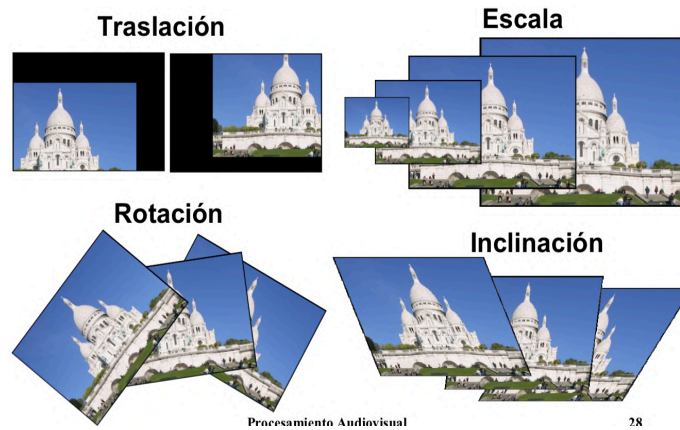 Traslación
Escala
Rotación
Inclinación
Procesamiento Audiovisual
28